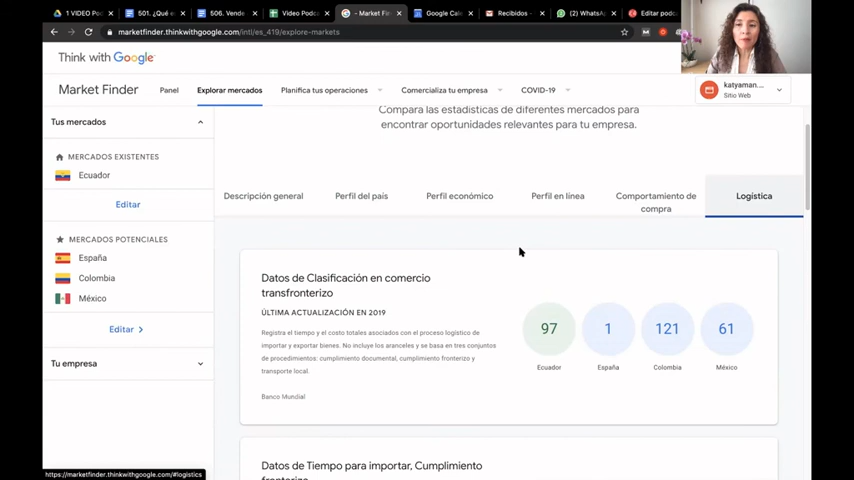 1 VIDEO Podc
501. ¿Qué e
506. Vende
Video Podca
- Market Fin
Google Cale
Recibidos -
(2) WhatsA
Editar podc
marketfinder.thinkwithgoogle.com/intl/es_419/explore-markets
Think with Google
Market Finder
Panel
Explorar mercados
Planifica tus operaciones
Comercializa tu empresa
COVID-19
katyaman....
Sitio Web
Tus mercados
MERCADOS EXISTENTES
Ecuador
Editar
MERCADOS POTENCIALES
España
Colombia
México
Editar
Tu empresa
Compara las estadísticas de diferentes mercados para
encontrar oportunidades relevantes para tu empresa.
Descripción general
Perfil del país
Perfil económico
Perfil en línea
Comportamiento de
compra
Logística
Datos de Clasificación en comercio
transfronterizo
ÚLTIMA ACTUALIZACIÓN EN 2019
Registra el tiempo y el costo totales asociados con el proceso logístico de
importar y exportar bienes. No incluye los aranceles y se basa en tres conjuntos
de procedimientos: cumplimiento documental, cumplimiento fronterizo y
transporte local.
Banco Mundial
97
1
121
61
Ecuador
España
Colombia
México
Datos de Tiempo para importar, Cumplimiento
fronterizo
https://marketfinder.thinkwithgoogle.com/#logistics